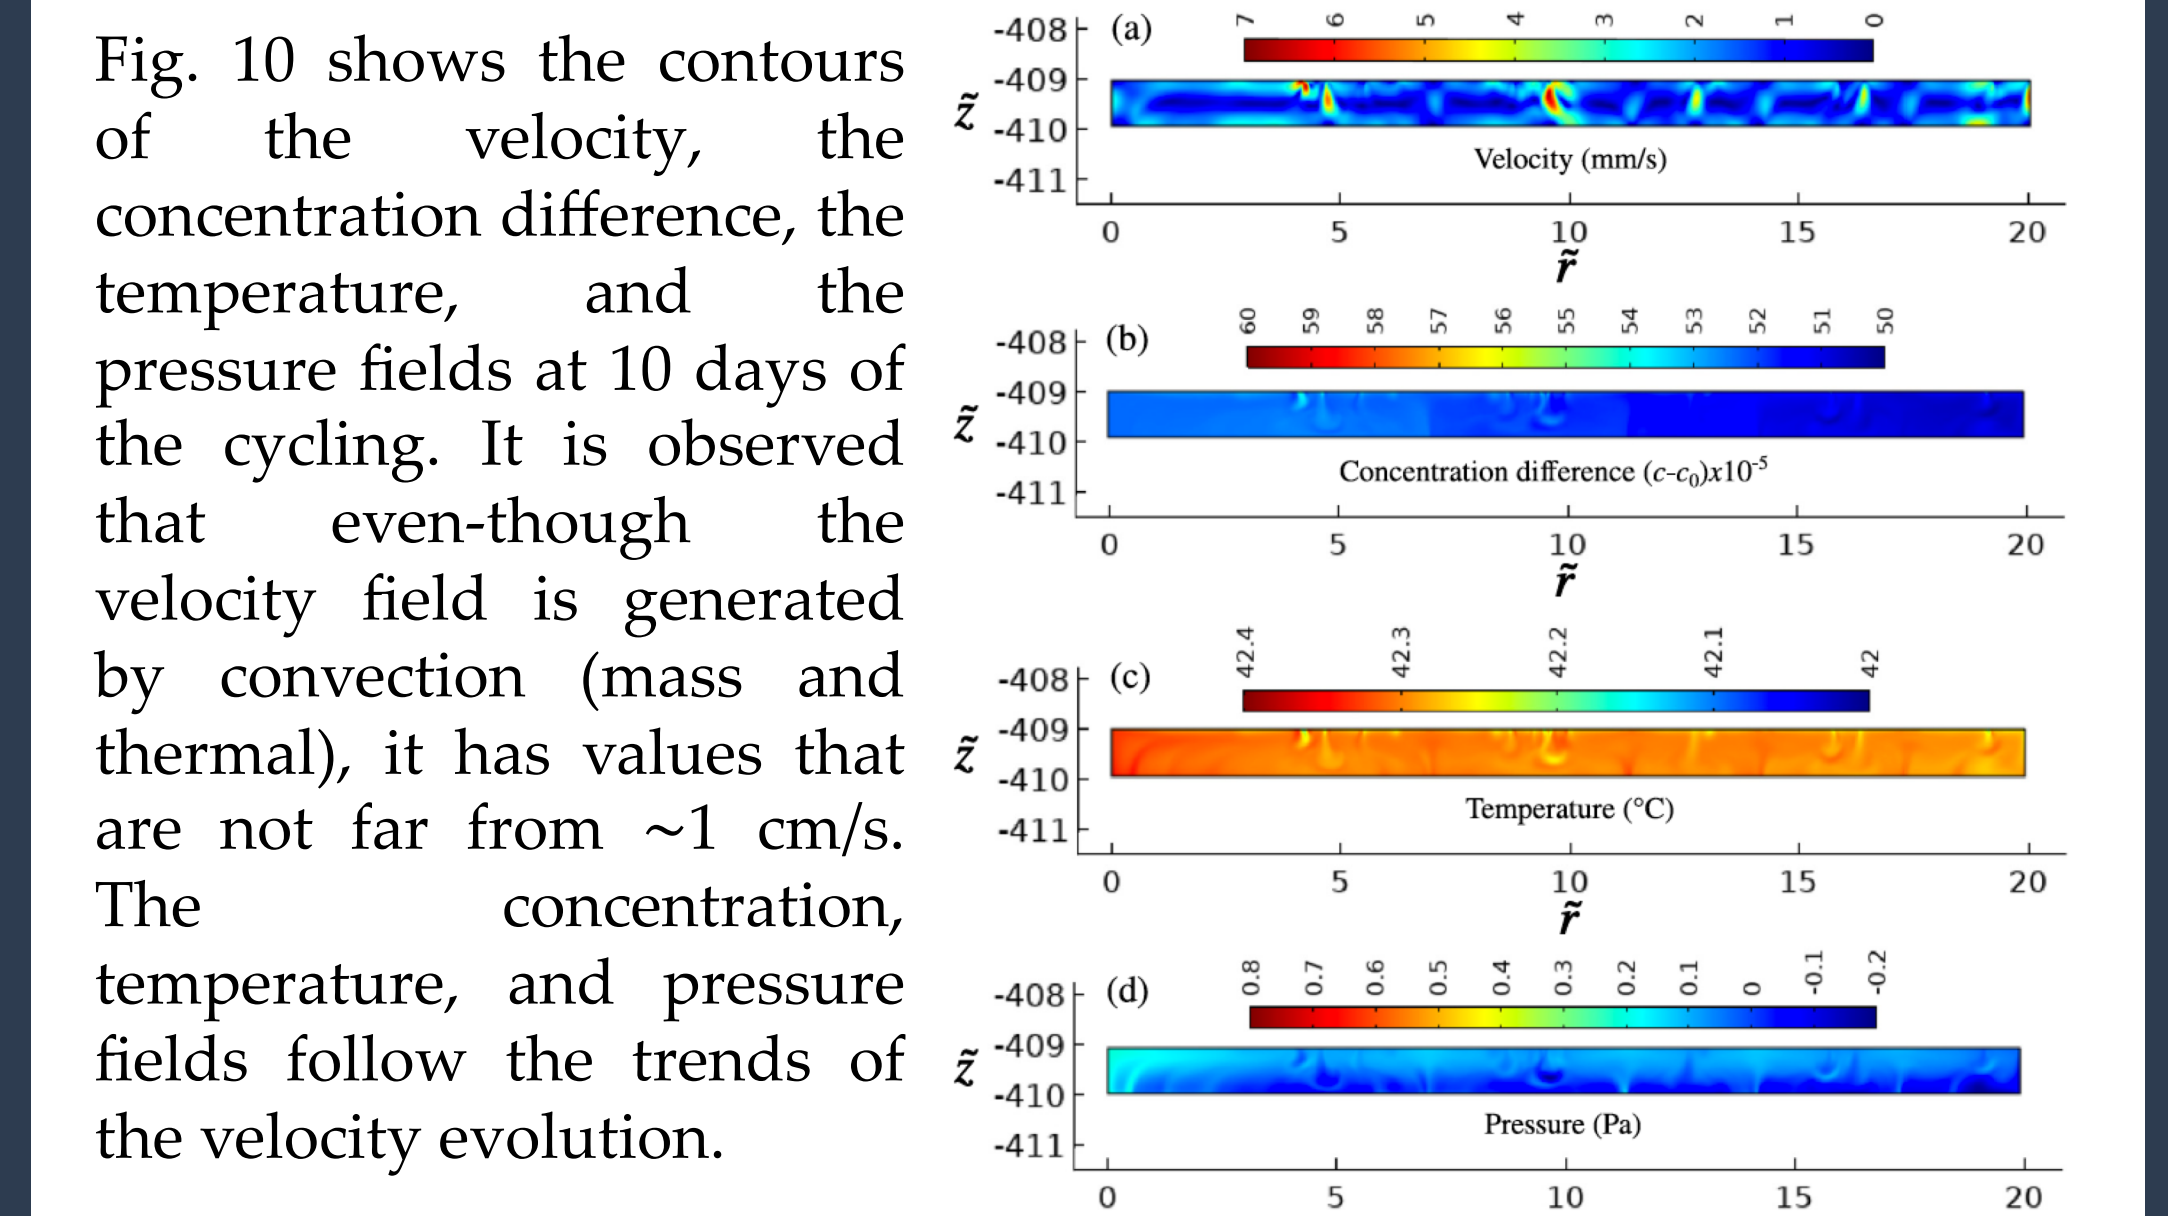 Fig. 10 shows the contours
of the velocity, the
concentration difference, the
temperature, and the
pressure fields at 10 days of
the cycling. It is observed
that even-though the
velocity field is generated
by convection (mass and
thermal), it has values that
are not far from ~1 cm/s.
The concentration,
temperature, and pressure
fields follow the trends of
the velocity evolution.
(a)
7 6 5 4 3 2 1 0
-408
-409
-410
-411
z̃
Velocity (mm/s)
0 5 10 15 20
r̃
(b)
60 59 58 57 56 55 54 53 52 51 50
-408
-409
-410
-411
z̃
Concentration difference (c-c₀)x10⁻⁵
0 5 10 15 20
r̃
(c)
42.4 42.3 42.2 42.1 42
-408
-409
-410
-411
z̃
Temperature (°C)
0 5 10 15 20
r̃
(d)
0.8 0.7 0.6 0.5 0.4 0.3 0.2 0.1 0 -0.1 -0.2
-408
-409
-410
-411
z̃
Pressure (Pa)
0 5 10 15 20